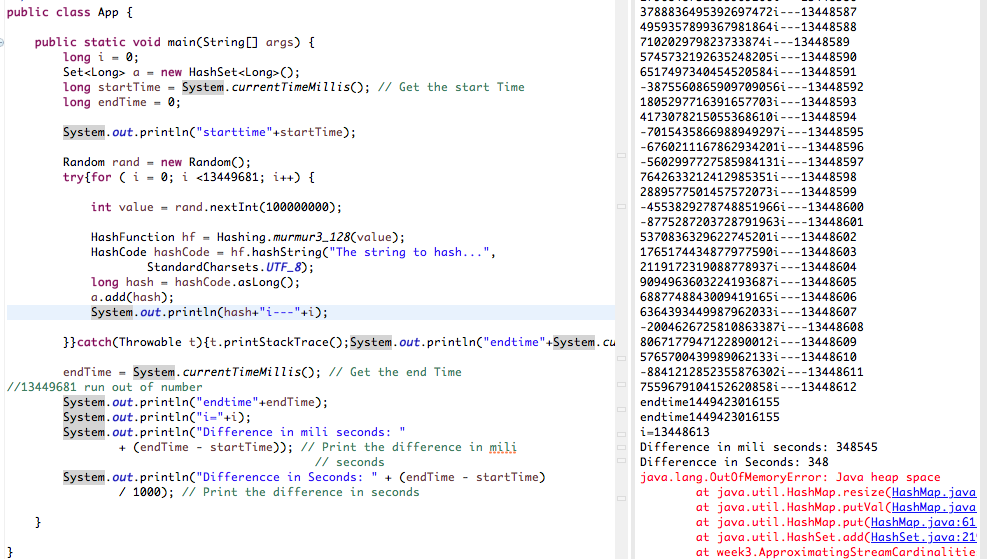 public class App {
public static void main(String[] args) {
long i = 0;
Set<Long> a = new HashSet<Long>();
long startTime = System.currentTimeMillis(); // Get the start Time
long endTime = 0;
System.out.println("starttime"+startTime);
Random rand = new Random();
try{for ( i = 0; i <13449681; i++) {
int value = rand.nextInt(100000000);
HashFunction hf = Hashing.murmur3_128(value);
HashCode hashCode = hf.hashString("The string to hash...",
StandardCharsets.UTF_8);
long hash = hashCode.asLong();
a.add(hash);
System.out.println(hash+"i---"+i);
}}catch(Throwable t){t.printStackTrace();System.out.println("endtime"+System.cu
endTime = System.currentTimeMillis(); // Get the end Time
//13449681 run out of number
System.out.println("endtime"+endTime);
System.out.println("i="+i);
System.out.println("Difference in mili seconds: "
+ (endTime - startTime)); // Print the difference in mili
// seconds
System.out.println("Differencce in Seconds: " + (endTime - startTime)
/ 1000); // Print the difference in seconds
}
}
3788836495392697472i---13448587
4959357899367981864i---13448588
710202979823733874i---13448589
5745732192635248205i---13448590
6517497340454520584i---13448591
-3875560865909709056i---13448592
1805297716391657703i---13448593
4173078215055368610i---13448594
-7015435866988949297i---13448595
-6760211167862934201i---13448596
-5602997727585984131i---13448597
7642633212412985351i---13448598
2889577501457572073i---13448599
-4553829278748851966i---13448600
-8775287203728791963i---13448601
5370836329622745201i---13448602
1765174434877977590i---13448603
2119172319088778937i---13448604
9094963603224193687i---13448605
6887748843009419165i---13448606
6364393449987962033i---13448607
-2004626725810863387i---13448608
8067177947122890012i---13448609
5765700439989062133i---13448610
-8841212852355876302i---13448611
7559679104152620858i---13448612
endtime1449423016155
endtime1449423016155
i=13448613
Difference in mili seconds: 348545
Differencce in Seconds: 348
java.lang.OutOfMemoryError: Java heap space
at java.util.HashMap.resize(HashMap.java
at java.util.HashMap.putVal(HashMap.java
at java.util.HashMap.put(HashMap.java:61
at java.util.HashSet.add(HashSet.java:21
at week3.ApproximatingStreamCardinalitie